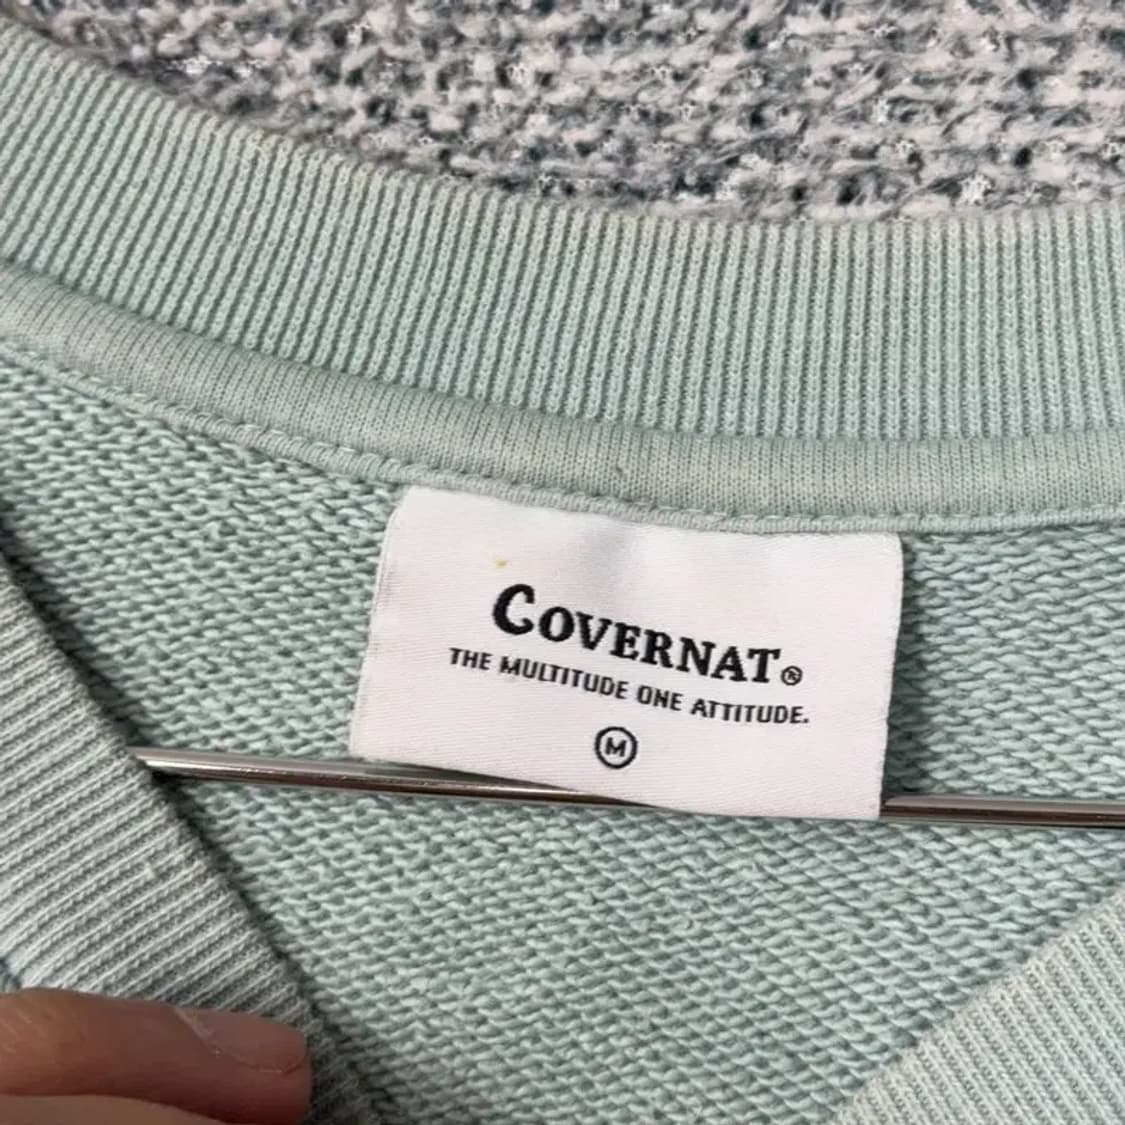 COVERNAT®
THE MULTITUDE ONE ATTITUDE.
M